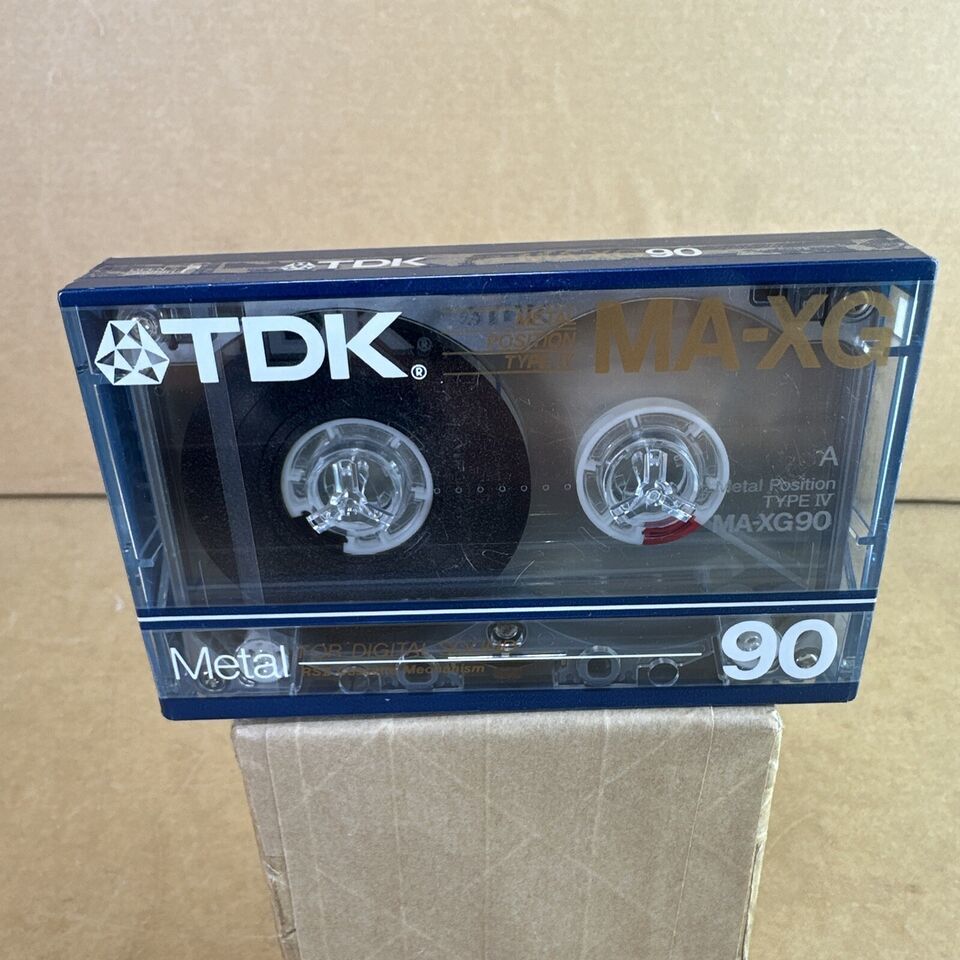 TDK 90
TDK® METAL MA-XG
POSITION
TYPE IV
A
Metal Position
TYPE IV
MA-XG90
Metal FOR DIGITAL SOUND 90
Mechanism